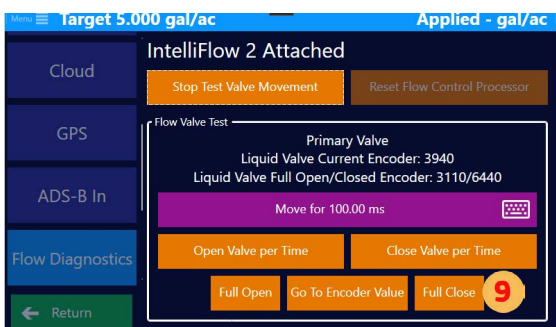 Menu Target 5.000 gal/ac Applied - gal/ac
IntelliFlow 2 Attached
Cloud
Stop Test Valve Movement Reset Flow Control Processor
Flow Valve Test
GPS
Primary Valve
Liquid Valve Current Encoder: 3940
Liquid Valve Full Open/Closed Encoder: 3110/6440
ADS-B In
Move for 100.00 ms
Open Valve per Time Close Valve per Time
Flow Diagnostics
Full Open Go To Encoder Value Full Close 9
Return